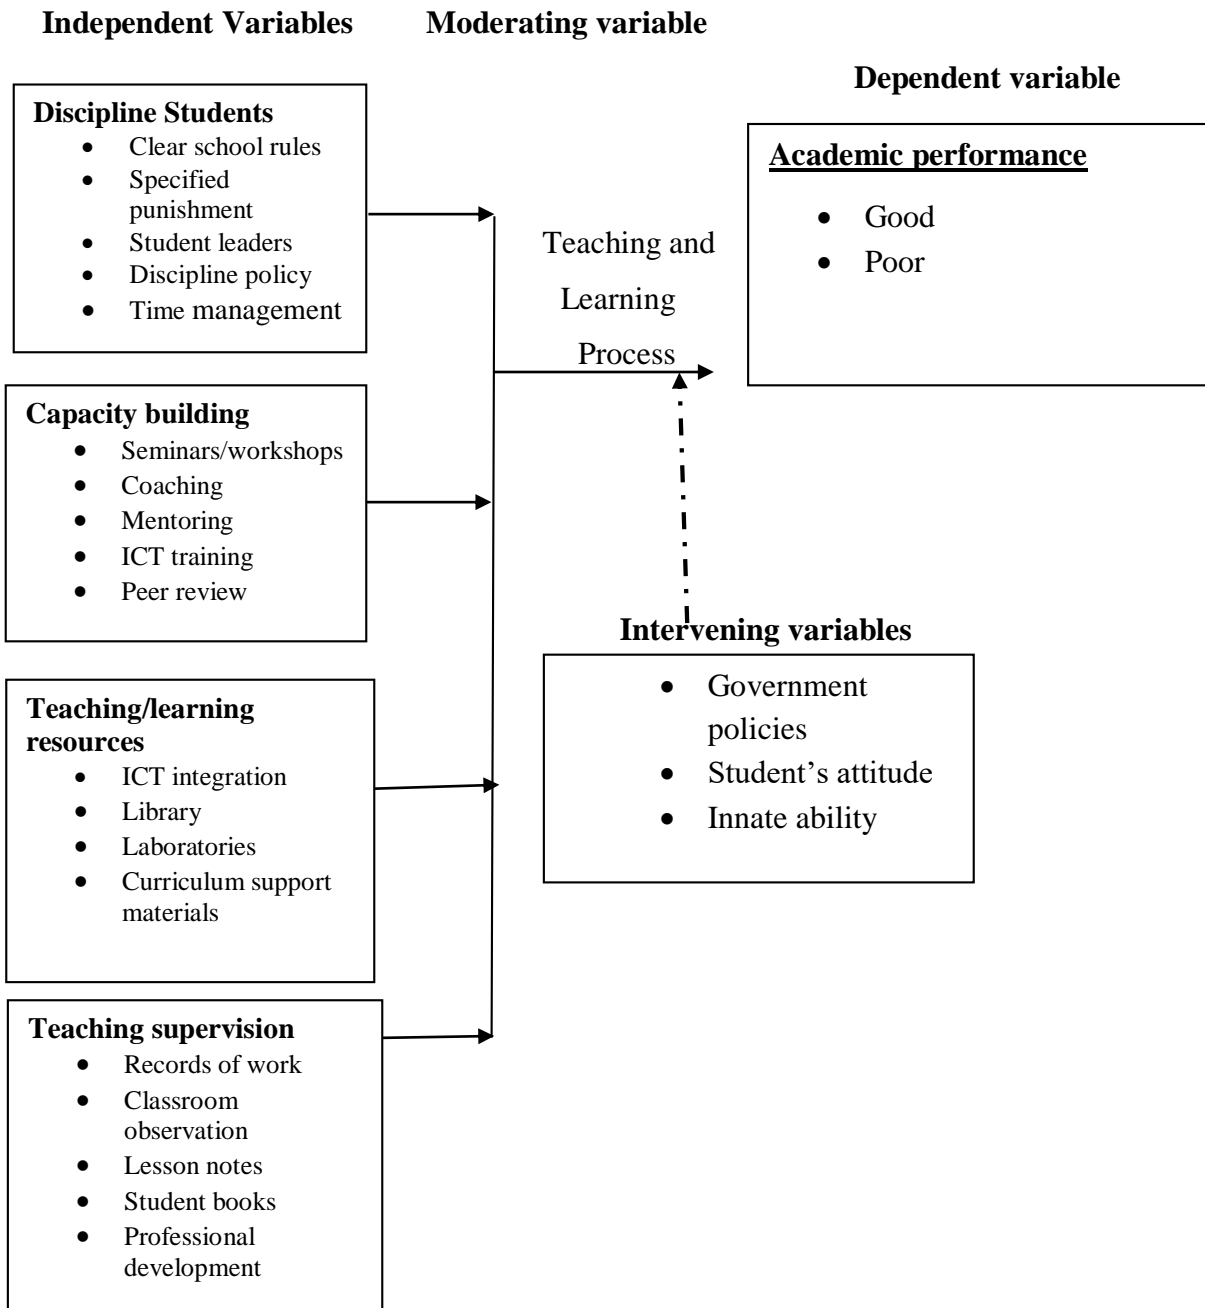 Independent Variables
Moderating variable
Dependent variable
Discipline Students
• Clear school rules
• Specified
punishment
• Student leaders
• Discipline policy
• Time management
Academic performance
• Good
• Poor
Teaching and
Learning
Process
Capacity building
• Seminars/workshops
• Coaching
• Mentoring
• ICT training
• Peer review
Intervening variables
• Government
policies
• Student’s attitude
• Innate ability
Teaching/learning
resources
• ICT integration
• Library
• Laboratories
• Curriculum support
materials
Teaching supervision
• Records of work
• Classroom
observation
• Lesson notes
• Student books
• Professional
development